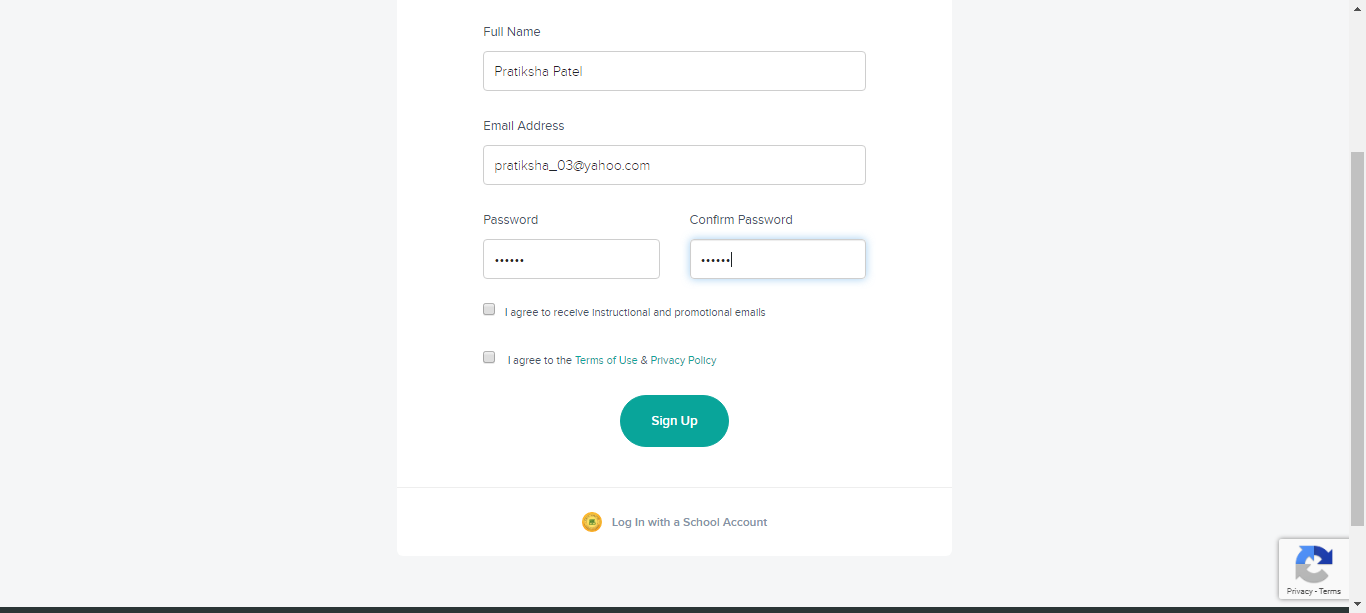 Full Name
Pratiksha Patel
Email Address
pratiksha_03@yahoo.com
Password
Confirm Password
••••••
••••••
I agree to receive instructional and promotional emails
I agree to the Terms of Use & Privacy Policy
Sign Up
Log In with a School Account
Privacy - Terms